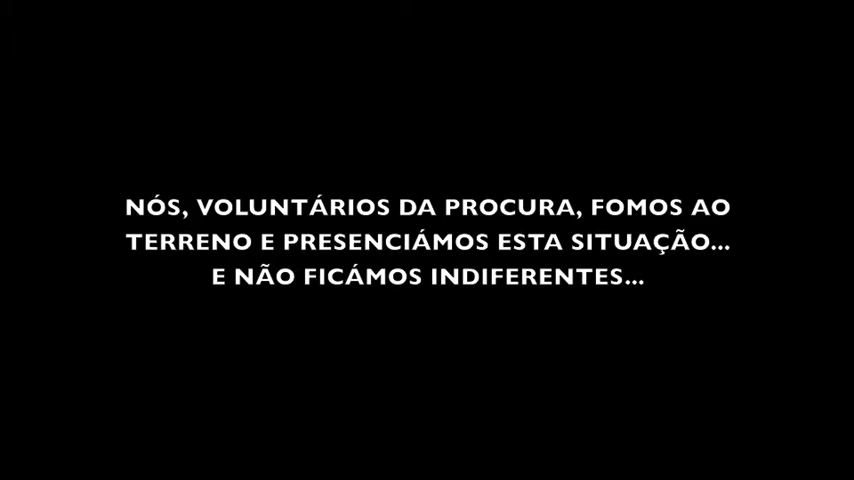 NÓS, VOLUNTÁRIOS DA PROCURA, FOMOS AO
TERRENO E PRESENCIÁMOS ESTA SITUAÇÃO...
E NÃO FICÁMOS INDIFERENTES...